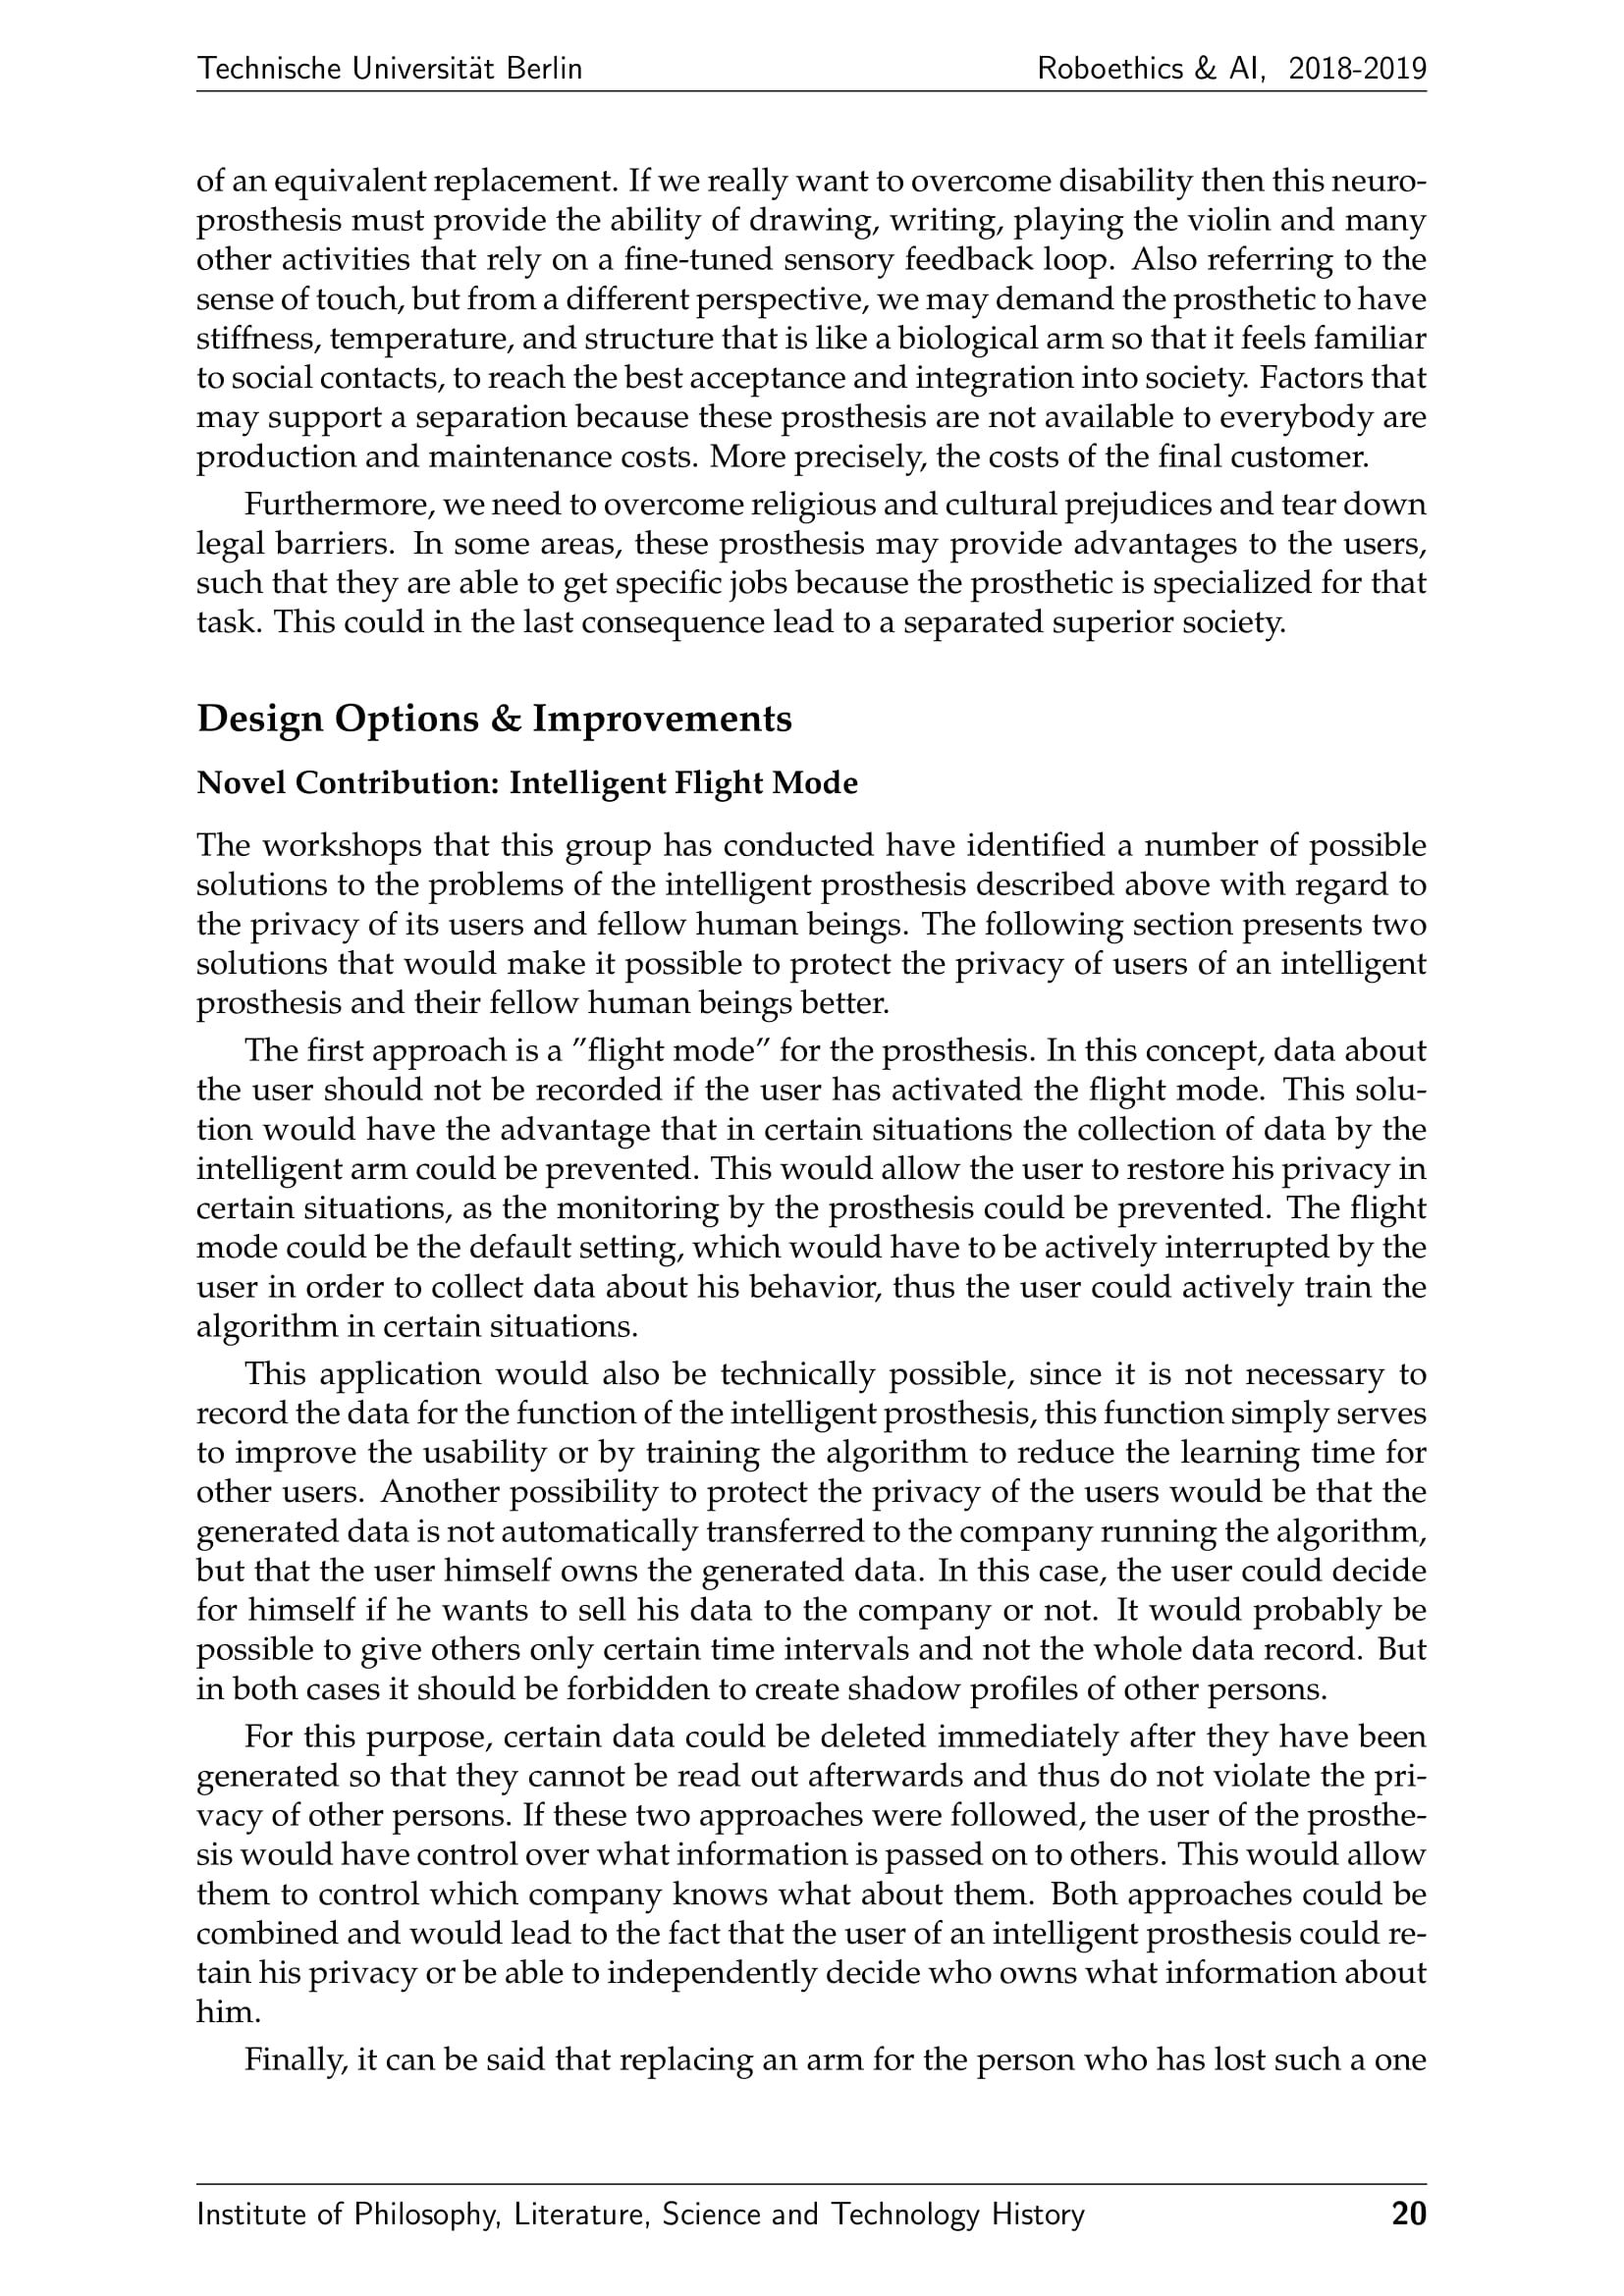 Technische Universität Berlin
Roboethics & AI, 2018-2019
of an equivalent replacement. If we really want to overcome disability then this neuro-
prosthesis must provide the ability of drawing, writing, playing the violin and many
other activities that rely on a fine-tuned sensory feedback loop. Also referring to the
sense of touch, but from a different perspective, we may demand the prosthetic to have
stiffness, temperature, and structure that is like a biological arm so that it feels familiar
to social contacts, to reach the best acceptance and integration into society. Factors that
may support a separation because these prosthesis are not available to everybody are
production and maintenance costs. More precisely, the costs of the final customer.
Furthermore, we need to overcome religious and cultural prejudices and tear down
legal barriers. In some areas, these prosthesis may provide advantages to the users,
such that they are able to get specific jobs because the prosthetic is specialized for that
task. This could in the last consequence lead to a separated superior society.
Design Options & Improvements
Novel Contribution: Intelligent Flight Mode
The workshops that this group has conducted have identified a number of possible
solutions to the problems of the intelligent prosthesis described above with regard to
the privacy of its users and fellow human beings. The following section presents two
solutions that would make it possible to protect the privacy of users of an intelligent
prosthesis and their fellow human beings better.
The first approach is a ”flight mode” for the prosthesis. In this concept, data about
the user should not be recorded if the user has activated the flight mode. This solu-
tion would have the advantage that in certain situations the collection of data by the
intelligent arm could be prevented. This would allow the user to restore his privacy in
certain situations, as the monitoring by the prosthesis could be prevented. The flight
mode could be the default setting, which would have to be actively interrupted by the
user in order to collect data about his behavior, thus the user could actively train the
algorithm in certain situations.
This application would also be technically possible, since it is not necessary to
record the data for the function of the intelligent prosthesis, this function simply serves
to improve the usability or by training the algorithm to reduce the learning time for
other users. Another possibility to protect the privacy of the users would be that the
generated data is not automatically transferred to the company running the algorithm,
but that the user himself owns the generated data. In this case, the user could decide
for himself if he wants to sell his data to the company or not. It would probably be
possible to give others only certain time intervals and not the whole data record. But
in both cases it should be forbidden to create shadow profiles of other persons.
For this purpose, certain data could be deleted immediately after they have been
generated so that they cannot be read out afterwards and thus do not violate the pri-
vacy of other persons. If these two approaches were followed, the user of the prosthe-
sis would have control over what information is passed on to others. This would allow
them to control which company knows what about them. Both approaches could be
combined and would lead to the fact that the user of an intelligent prosthesis could re-
tain his privacy or be able to independently decide who owns what information about
him.
Finally, it can be said that replacing an arm for the person who has lost such a one
Institute of Philosophy, Literature, Science and Technology History
20